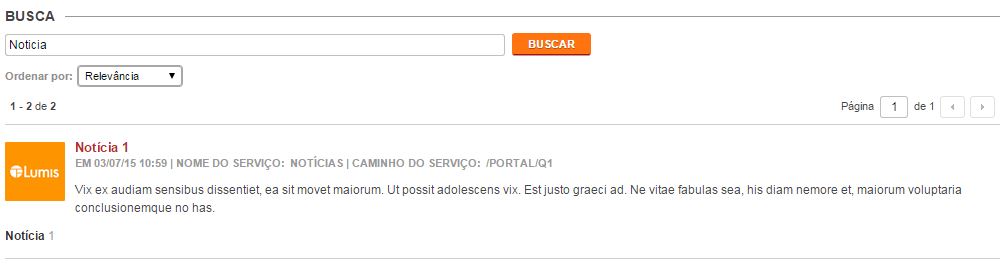 BUSCA
Noticia BUSCAR
Ordenar por: Relevância
1 - 2 de 2 Página 1 de 1
Lumis
Notícia 1
EM 03/07/15 10:59 | NOME DO SERVIÇO: NOTÍCIAS | CAMINHO DO SERVIÇO: /PORTAL/Q1
Vix ex audiam sensibus dissentiet, ea sit movet maiorum. Ut possit adolescens vix. Est justo graeci ad. Ne vitae fabulas sea, his diam nemore et, maiorum voluptaria
conclusionemque no has.
Notícia 1